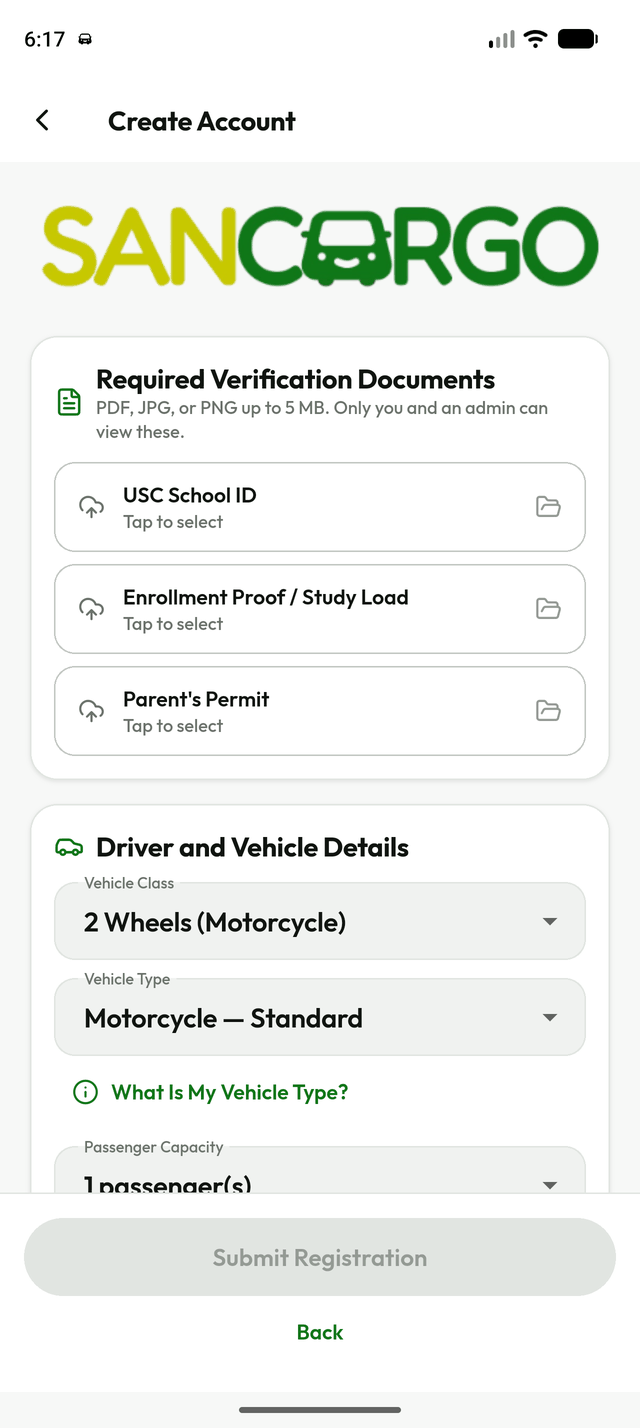 6:17
Create Account
SANCARGO
Required Verification Documents
PDF, JPG, or PNG up to 5 MB. Only you and an admin can
view these.
USC School ID
Tap to select
Enrollment Proof / Study Load
Tap to select
Parent's Permit
Tap to select
Driver and Vehicle Details
Vehicle Class
2 Wheels (Motorcycle)
Vehicle Type
Motorcycle — Standard
What Is My Vehicle Type?
Passenger Capacity
1 passenger(s)
Submit Registration
Back